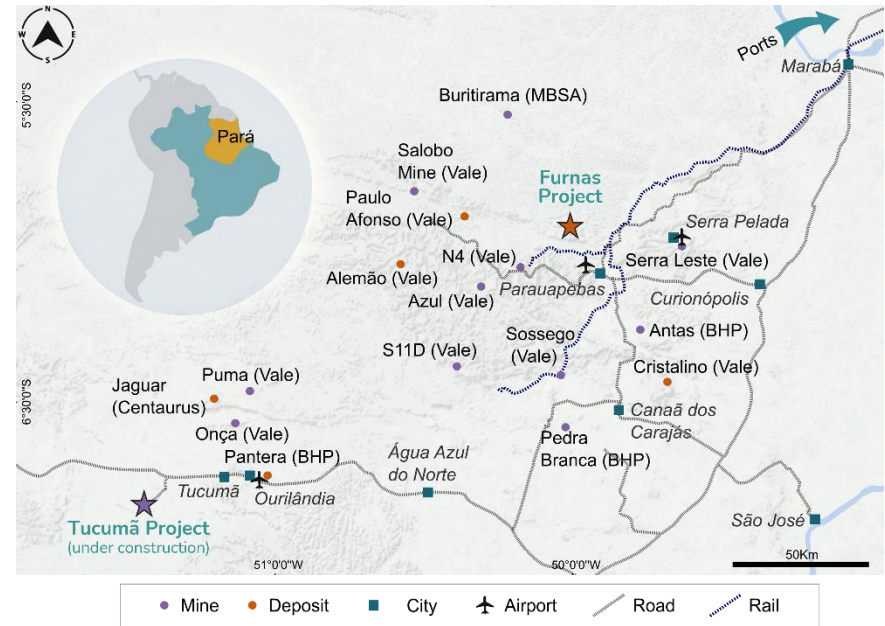 N
W
E
S
Ports
Marabá
5°30'0"S
Buritirama (MBSA)
Pará
Salobo
Mine (Vale)
Paulo
Afonso (Vale)
Furnas
Project
Serra Pelada
N4 (Vale)
Serra Leste (Vale)
Alemão (Vale)
Azul (Vale)
Parauapebas
Curionópolis
Sossego
(Vale)
Antas (BHP)
S11D (Vale)
Cristalino (Vale)
6°30'0"S
Jaguar
(Centaurus)
Puma (Vale)
Onça (Vale)
Canaã dos
Carajás
Pantera (BHP)
Água Azul
do Norte
Pedra
Branca (BHP)
Tucumã
Ourilândia
Tucumã Project
(under construction)
São José
51°0'0"W
50°0'0"W
50Km
Mine
Deposit
City
Airport
Road
Rail